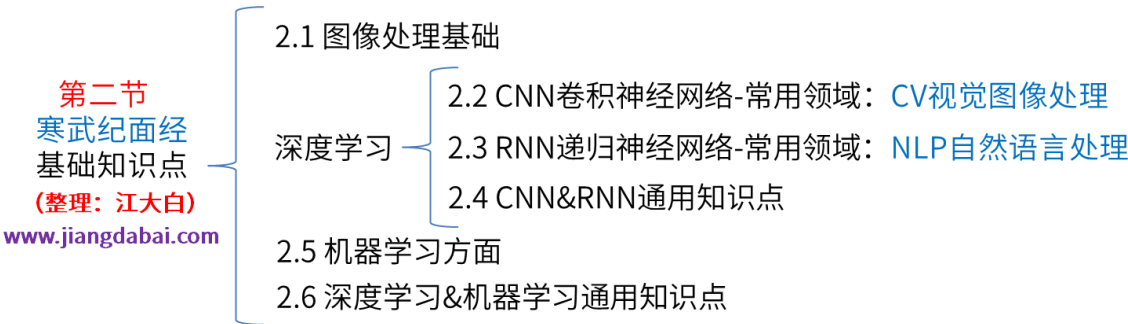 第二节
寒武纪面经
基础知识点
（整理：江大白）
www.jiangdabai.com
2.1 图像处理基础
深度学习
2.2 CNN卷积神经网络-常用领域：CV视觉图像处理
2.3 RNN递归神经网络-常用领域：NLP自然语言处理
2.4 CNN&RNN通用知识点
2.5 机器学习方面
2.6 深度学习&机器学习通用知识点